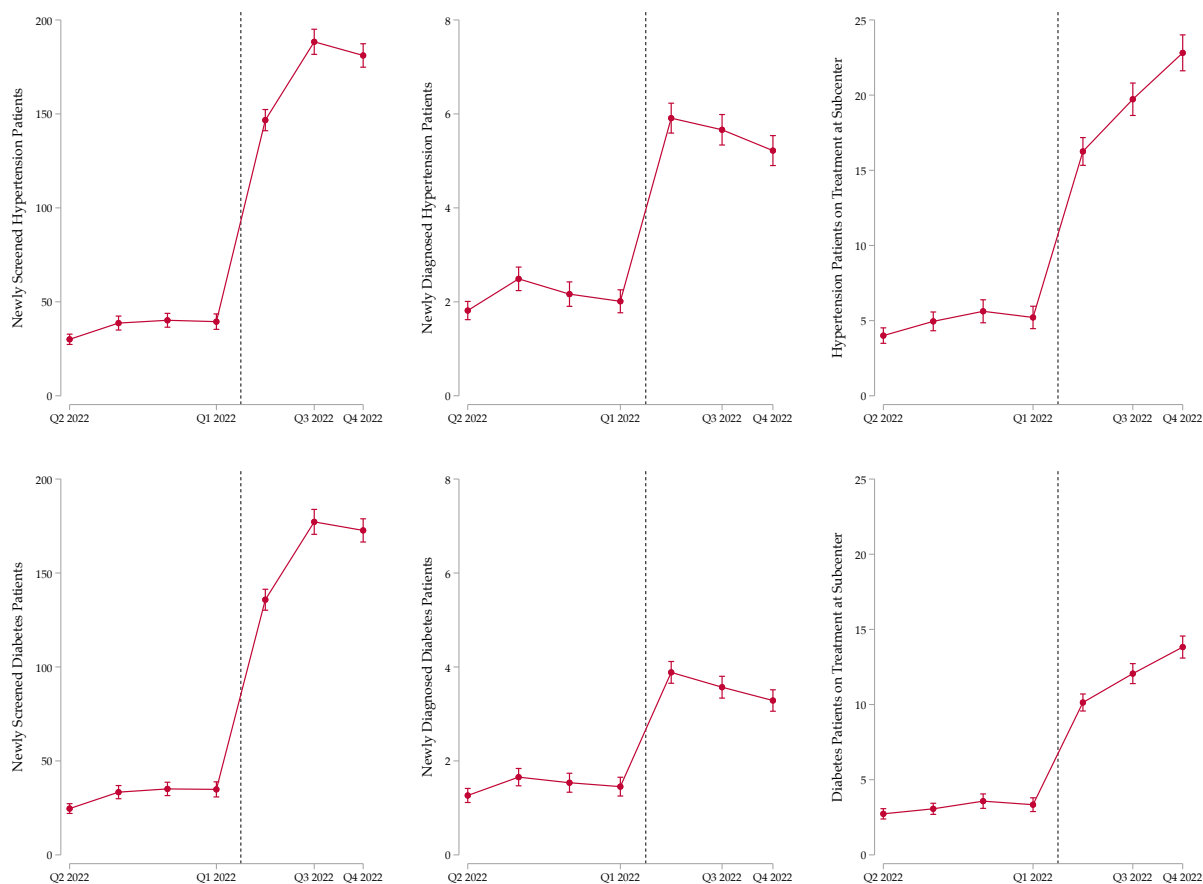 Newly Screened Hypertension Patients
200
150
100
50
0
Q2 2022 Q1 2022 Q3 2022 Q4 2022
Newly Diagnosed Hypertension Patients
8
6
4
2
0
Q2 2022 Q1 2022 Q3 2022 Q4 2022
Hypertension Patients on Treatment at Subcenter
25
20
15
10
5
0
Q2 2022 Q1 2022 Q3 2022 Q4 2022
Newly Screened Diabetes Patients
200
150
100
50
0
Q2 2022 Q1 2022 Q3 2022 Q4 2022
Newly Diagnosed Diabetes Patients
8
6
4
2
0
Q2 2022 Q1 2022 Q3 2022 Q4 2022
Diabetes Patients on Treatment at Subcenter
25
20
15
10
5
0
Q2 2022 Q1 2022 Q3 2022 Q4 2022